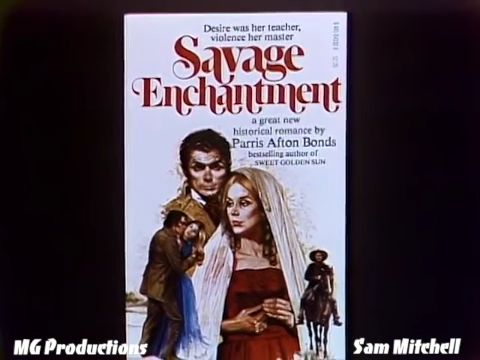 Desire was her teacher,
violence her master
Savage
Enchantment
a great new
historical romance by
Parris Afton Bonds
bestselling author of
SWEET GOLDEN SUN
MG Productions
Sam Mitchell